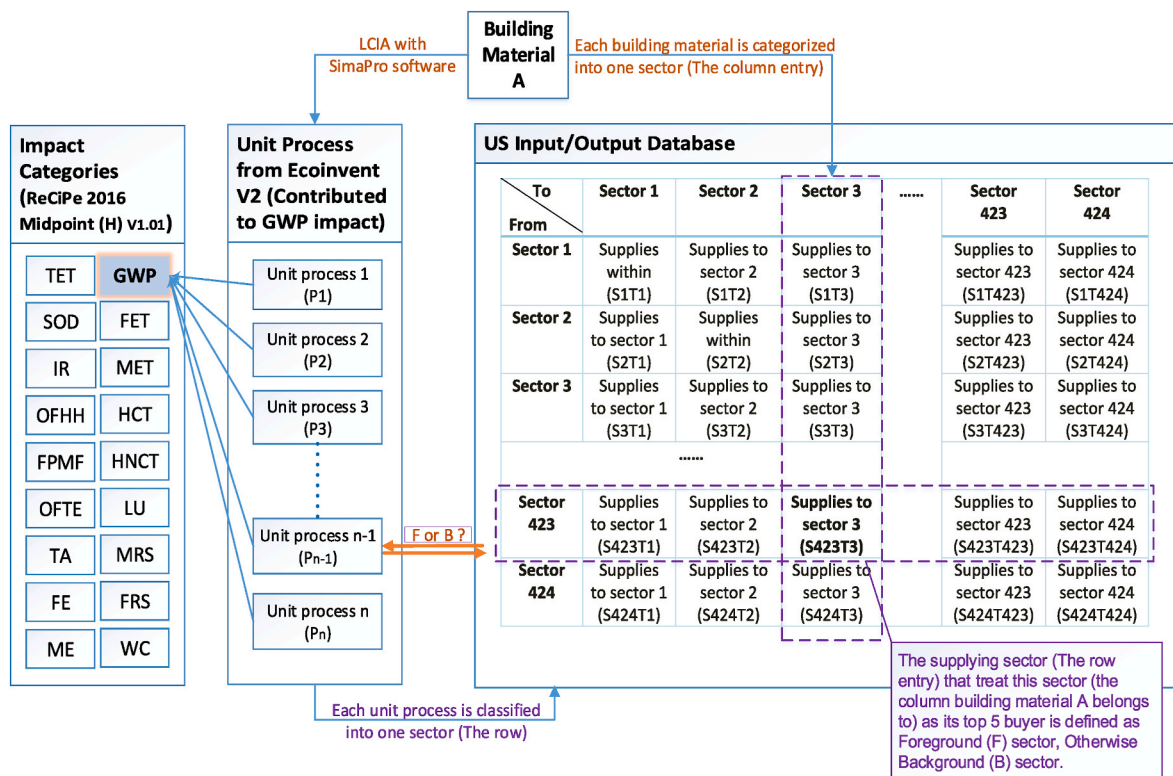 Building
Material
A
LCIA with
SimaPro software
Each building material is categorized
into one sector (The column entry)
Impact
Categories
(ReCiPe 2016
Midpoint (H) V1.01)
TET
GWP
SOD
FET
IR
MET
OFHH
HCT
FPMF
HNCT
OFTE
LU
TA
MRS
FE
FRS
ME
WC
Unit Process
from Ecoinvent
V2 (Contributed
to GWP impact)
Unit process 1
(P1)
Unit process 2
(P2)
Unit process 3
(P3)
Unit process n-1
(Pn-1)
Unit process n
(Pn)
F or B ?
Each unit process is classified
into one sector (The row)
US Input/Output Database
To
From
Sector 1
Sector 2
Sector 3
......
Sector
423
Sector
424
Sector 1
Supplies
within
(S1T1)
Supplies to
sector 2
(S1T2)
Supplies to
sector 3
(S1T3)
Supplies to
sector 423
(S1T423)
Supplies to
sector 424
(S1T424)
Sector 2
Supplies
to sector 1
(S2T1)
Supplies
within
(S2T2)
Supplies to
sector 3
(S2T3)
Supplies to
sector 423
(S2T423)
Supplies to
sector 424
(S2T424)
Sector 3
Supplies
to sector 1
(S3T1)
Supplies to
sector 2
(S3T2)
Supplies to
sector 3
(S3T3)
Supplies to
sector 423
(S3T423)
Supplies to
sector 424
(S3T424)
......
Sector
423
Supplies
to sector 1
(S423T1)
Supplies to
sector 2
(S423T2)
Supplies to
sector 3
(S423T3)
Supplies to
sector 423
(S423T423)
Supplies to
sector 424
(S423T424)
Sector
424
Supplies
to sector 1
(S424T1)
Supplies to
sector 2
(S424T2)
Supplies to
sector 3
(S424T3)
Supplies to
sector 423
(S424T423)
Supplies to
sector 424
(S424T424)
The supplying sector (The row
entry) that treat this sector (the
column building material A belongs
to) as its top 5 buyer is defined as
Foreground (F) sector, Otherwise
Background (B) sector.